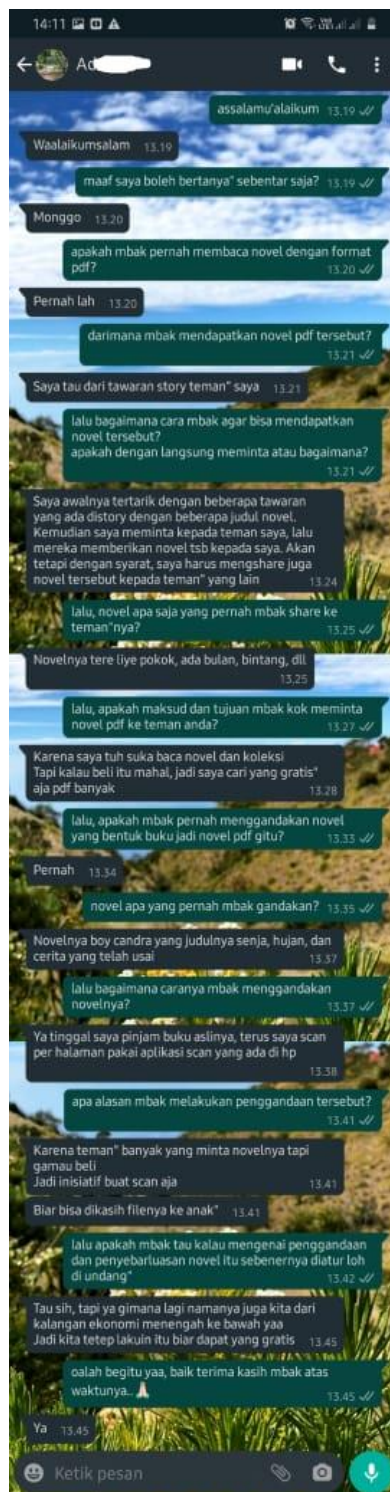 14:11
Ad
assalamu'alaikum 13.19
Waalaikumsalam 13.19
maaf saya boleh bertanya" sebentar saja? 13.19
Monggo 13.20
apakah mbak pernah membaca novel dengan format
pdf? 13.20
Pernah lah 13.20
darimana mbak mendapatkan novel pdf tersebut?
13.21
Saya tau dari tawaran story teman" saya 13.21
lalu bagaimana cara mbak agar bisa mendapatkan
novel tersebut?
apakah dengan langsung meminta atau bagaimana?
13.21
Saya awalnya tertarik dengan beberapa tawaran
yang ada distory dengan beberapa judul novel.
Kemudian saya meminta kepada teman saya, lalu
mereka memberikan novel tsb kepada saya. Akan
tetapi dengan syarat, saya harus mengshare juga
novel tersebut kepada teman" yang lain 13.24
lalu, novel apa saja yang pernah mbak share ke
teman"nya? 13.25
Novelnya tere liye pokok, ada bulan, bintang, dll
13.25
lalu, apakah maksud dan tujuan mbak kok meminta
novel pdf ke teman anda? 13.27
Karena saya tuh suka baca novel dan koleksi
Tapi kalau beli itu mahal, jadi saya cari yang gratis"
aja pdf banyak 13.28
lalu, apakah mbak pernah menggandakan novel
yang bentuk buku jadi novel pdf gitu? 13.33
Pernah 13.34
novel apa yang pernah mbak gandakan? 13.35
Novelnya boy candra yang judulnya senja, hujan, dan
cerita yang telah usai 13.37
lalu bagaimana caranya mbak menggandakan
novelnya? 13.37
Ya tinggal saya pinjam buku aslinya, terus saya scan
per halaman pakai aplikasi scan yang ada di hp
13.38
apa alasan mbak melakukan penggandaan tersebut?
13.41
Karena teman" banyak yang minta novelnya tapi
gamau beli
Jadi inisiatif buat scan aja 13.41
Biar bisa dikasih filenya ke anak" 13.41
lalu apakah mbak tau kalau mengenai penggandaan
dan penyebarluasan novel itu sebenernya diatur loh
di undang" 13.42
Tau sih, tapi ya gimana lagi namanya juga kita dari
kalangan ekonomi menengah ke bawah yaa
Jadi kita tetep lakuin itu biar dapat yang gratis 13.45
oalah begitu yaa, baik terima kasih mbak atas
waktunya.. 🙏🏻 13.45
Ya 13.45
Ketik pesan